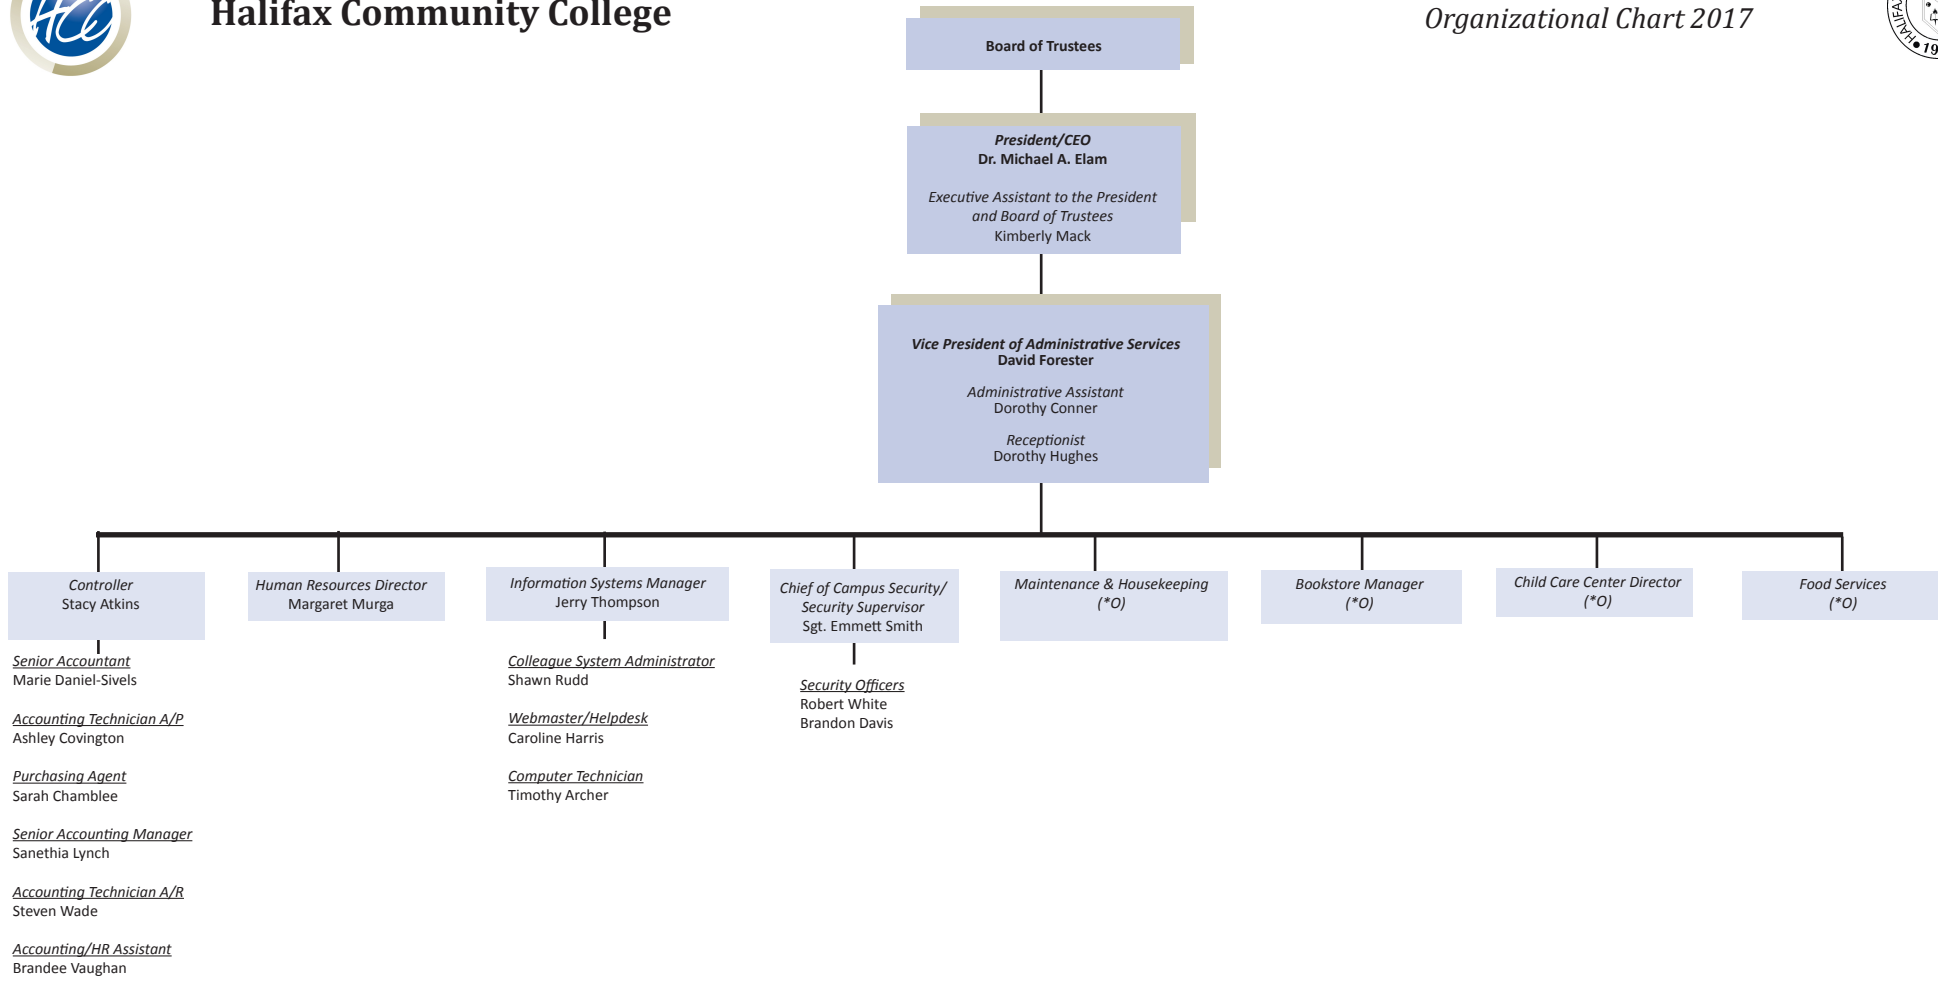 HCC
Halifax Community College
Organizational Chart 2017
Board of Trustees
President/CEO
Dr. Michael A. Elam
Executive Assistant to the President
and Board of Trustees
Kimberly Mack
Vice President of Administrative Services
David Forester
Administrative Assistant
Dorothy Conner
Receptionist
Dorothy Hughes
Controller
Stacy Atkins
Senior Accountant
Marie Daniel-Sivels
Accounting Technician A/P
Ashley Covington
Purchasing Agent
Sarah Chamblee
Senior Accounting Manager
Sanethia Lynch
Accounting Technician A/R
Steven Wade
Accounting/HR Assistant
Brandee Vaughan
Human Resources Director
Margaret Murga
Information Systems Manager
Jerry Thompson
Colleague System Administrator
Shawn Rudd
Webmaster/Helpdesk
Caroline Harris
Computer Technician
Timothy Archer
Chief of Campus Security/
Security Supervisor
Sgt. Emmett Smith
Security Officers
Robert White
Brandon Davis
Maintenance & Housekeeping
(*O)
Bookstore Manager
(*O)
Child Care Center Director
(*O)
Food Services
(*O)